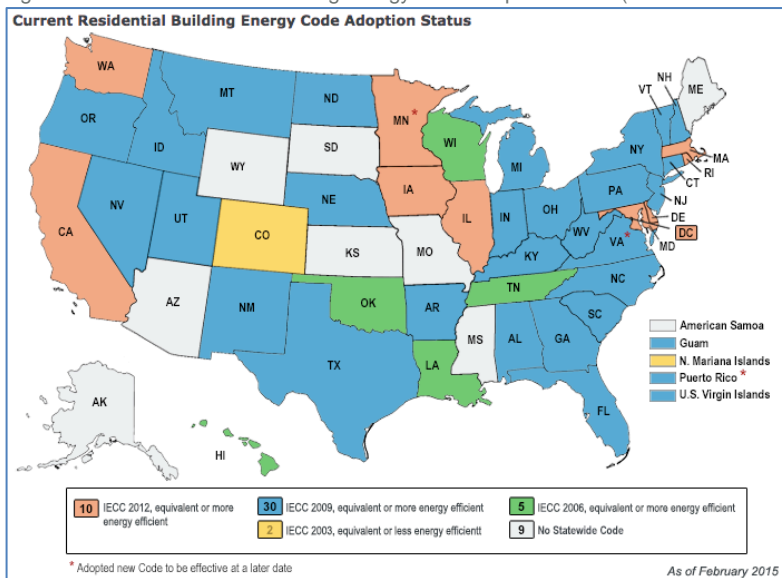 Current Residential Building Energy Code Adoption Status
WA
MT
ND
MN *
VT
NH
ME
OR
ID
SD
WI
WY
MI
NY
MA
RI
CT
NV
UT
NE
IA
PA
NJ
CA
CO
IL
IN
OH
DE
DC
MD
KS
MO
WV
VA *
KY
AZ
NM
OK
TN
NC
AR
SC
MS
AL
GA
TX
LA
FL
AK
HI
American Samoa
Guam
N. Mariana Islands
Puerto Rico *
U.S. Virgin Islands
10 IECC 2012, equivalent or more
energy efficient
30 IECC 2009, equivalent or more energy efficient
2 IECC 2003, equivalent or less energy efficientt
5 IECC 2006, equivalent or more energy efficient
9 No Statewide Code
* Adopted new Code to be effective at a later date
As of February 2015